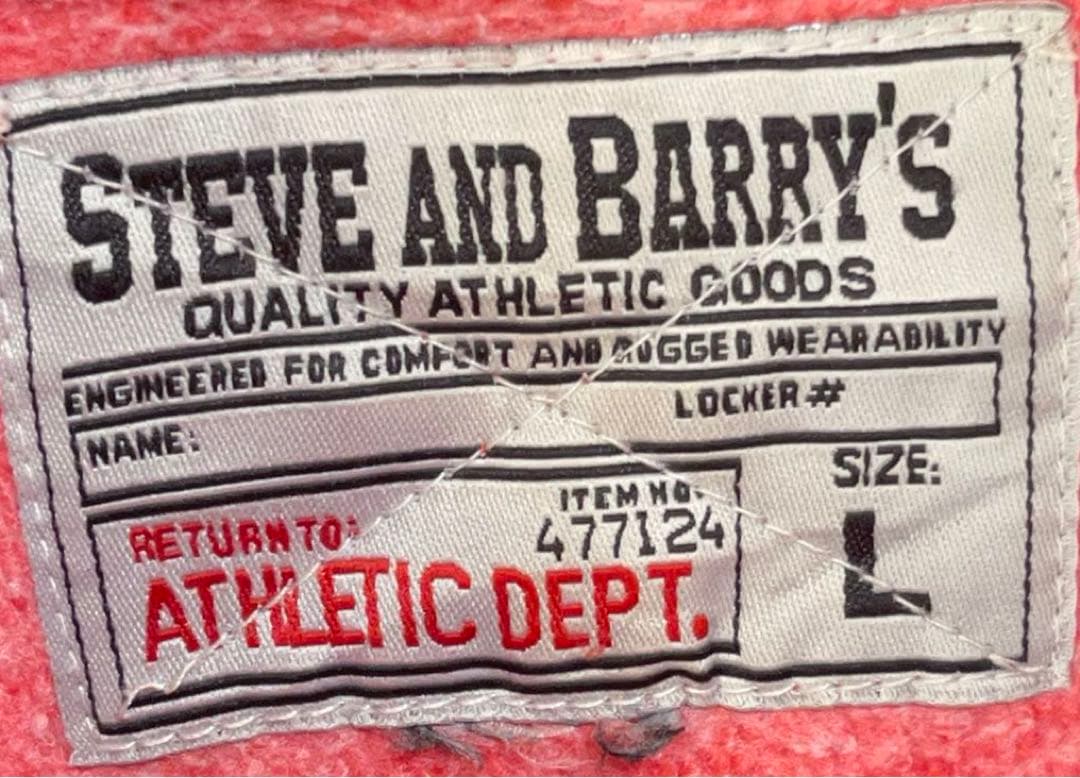 STEVE AND BARRY'S
QUALITY ATHLETIC GOODS
ENGINEERED FOR COMFORT AND RUGGED WEARABILITY
NAME: LOCKER#
SIZE:
L
ITEM NO.
477124
RETURN TO:
ATHLETIC DEPT.